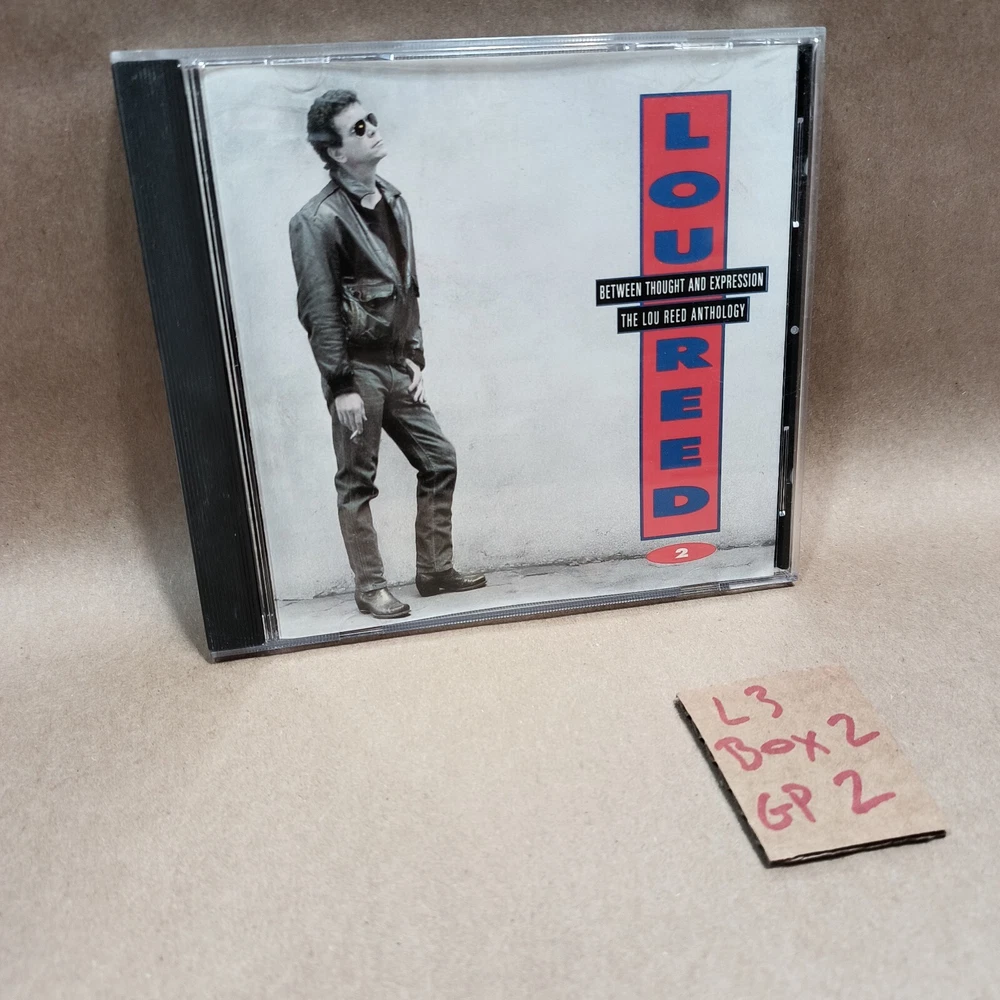 LOU
BETWEEN THOUGHT AND EXPRESSION
THE LOU REED ANTHOLOGY
REED
2
L3
BOX 2
GP 2